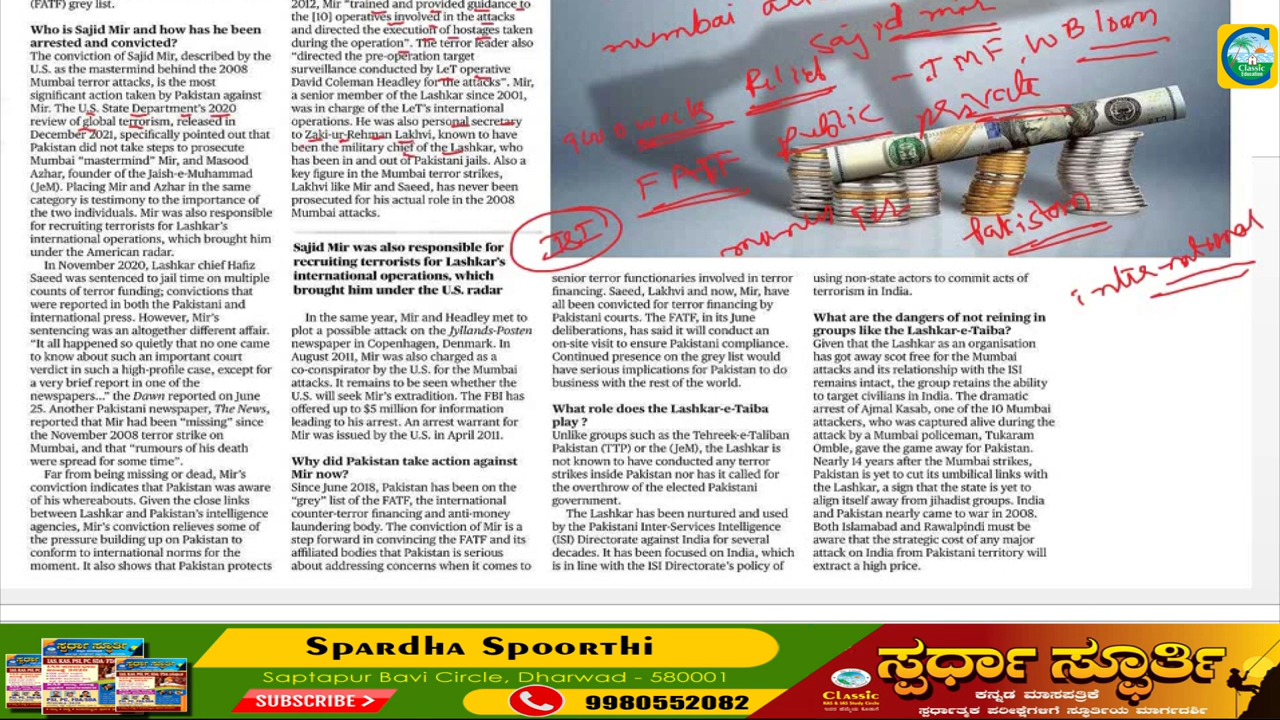 (FATF) grey list.
Who is Sajid Mir and how has he been
arrested and convicted?
The conviction of Sajid Mir, described by the
U.S. as the mastermind behind the 2008
Mumbai terror attacks, is the most
significant action taken by Pakistan against
Mir. The U.S. State Department's 2020
review of global terrorism, released in
December 2021, specifically pointed out that
Pakistan did not take steps to prosecute
Mumbai “mastermind” Mir, and Masood
Azhar, founder of the Jaish-e-Muhammad
(JeM). Placing Mir and Azhar in the same
category is testimony to the importance of
the two individuals. Mir was also responsible
for recruiting terrorists for Lashkar's
international operations, which brought him
under the American radar.
In November 2020, Lashkar chief Hafiz
Saeed was sentenced to jail time on multiple
counts of terror funding; convictions that
were reported in both the Pakistani and
international press. However, Mir's
sentencing was an altogether different affair.
“It all happened so quietly that no one came
to know about such an important court
verdict in such a high-profile case, except for
a very brief report in one of the
newspapers...” the Dawn reported on June
25. Another Pakistani newspaper, The News,
reported that Mir had been “missing” since
the November 2008 terror strike on
Mumbai, and that “rumours of his death
were spread for some time”.
Far from being missing or dead, Mir's
conviction indicates that Pakistan was aware
of his whereabouts. Given the close links
between Lashkar and Pakistan's intelligence
agencies, Mir's conviction relieves some of
the pressure building up on Pakistan to
conform to international norms for the
moment. It also shows that Pakistan protects
2012, Mir “trained and provided guidance to
the [10] operatives involved in the attacks
and directed the execution of hostages taken
during the operation”. The terror leader also
“directed the pre-operation target
surveillance conducted by LeT operative
David Coleman Headley for the attacks”. Mir,
a senior member of the Lashkar since 2001,
was in charge of the LeT's international
operations. He was also personal secretary
to Zaki-ur-Rehman Lakhvi, known to have
been the military chief of the Lashkar, who
has been in and out of Pakistani jails. Also a
key figure in the Mumbai terror strikes,
Lakhvi like Mir and Saeed, has never been
prosecuted for his actual role in the 2008
Mumbai attacks.
Sajid Mir was also responsible for
recruiting terrorists for Lashkar's
international operations, which
brought him under the U.S. radar
In the same year, Mir and Headley met to
plot a possible attack on the Jyllands-Posten
newspaper in Copenhagen, Denmark. In
August 2011, Mir was also charged as a
co-conspirator by the U.S. for the Mumbai
attacks. It remains to be seen whether the
U.S. will seek Mir's extradition. The FBI has
offered up to $5 million for information
leading to his arrest. An arrest warrant for
Mir was issued by the U.S. in April 2011.
Why did Pakistan take action against
Mir now?
Since June 2018, Pakistan has been on the
“grey” list of the FATF, the international
counter-terror financing and anti-money
laundering body. The conviction of Mir is a
step forward in convincing the FATF and its
affiliated bodies that Pakistan is serious
about addressing concerns when it comes to
mumbai
Sajid mir
Relief
IMF, WB loan
public private
FATF
ISI
Pakistan
international
senior terror functionaries involved in terror
financing. Saeed, Lakhvi and now, Mir, have
all been convicted for terror financing by
Pakistani courts. The FATF, in its June
deliberations, has said it will conduct an
on-site visit to ensure Pakistani compliance.
Continued presence on the grey list would
have serious implications for Pakistan to do
business with the rest of the world.
What role does the Lashkar-e-Taiba
play ?
Unlike groups such as the Tehreek-e-Taliban
Pakistan (TTP) or the (JeM), the Lashkar is
not known to have conducted any terror
strikes inside Pakistan nor has it called for
the overthrow of the elected Pakistani
government.
The Lashkar has been nurtured and used
by the Pakistani Inter-Services Intelligence
(ISI) Directorate against India for several
decades. It has been focused on India, which
is in line with the ISI Directorate's policy of
using non-state actors to commit acts of
terrorism in India.
What are the dangers of not reining in
groups like the Lashkar-e-Taiba?
Given that the Lashkar as an organisation
has got away scot free for the Mumbai
attacks and its relationship with the ISI
remains intact, the group retains the ability
to target civilians in India. The dramatic
arrest of Ajmal Kasab, one of the 10 Mumbai
attackers, who was captured alive during the
attack by a Mumbai policeman, Tukaram
Omble, gave the game away for Pakistan.
Nearly 14 years after the Mumbai strikes,
Pakistan is yet to cut its umbilical links with
the Lashkar, a sign that the state is yet to
align itself away from jihadist groups. India
and Pakistan nearly came to war in 2008.
Both Islamabad and Rawalpindi must be
aware that the strategic cost of any major
attack on India from Pakistani territory will
extract a high price.
Classic
Education
Spardha Spoorthi
Saptapur Bavi Circle, Dharwad - 580001
SUBSCRIBE >
9980552082
ಸ್ಪರ್ಧಾ ಸ್ಫೂರ್ತಿ
ಕನ್ನಡ ಮಾಸಪತ್ರಿಕೆ
ಸ್ಪರ್ಧಾತ್ಮಕ ಪರೀಕ್ಷೆಗಳಿಗೆ ಸ್ಫೂರ್ತಿಯ ಮಾರ್ಗದರ್ಶಿ
Classic
KAS & IAS Study Circle